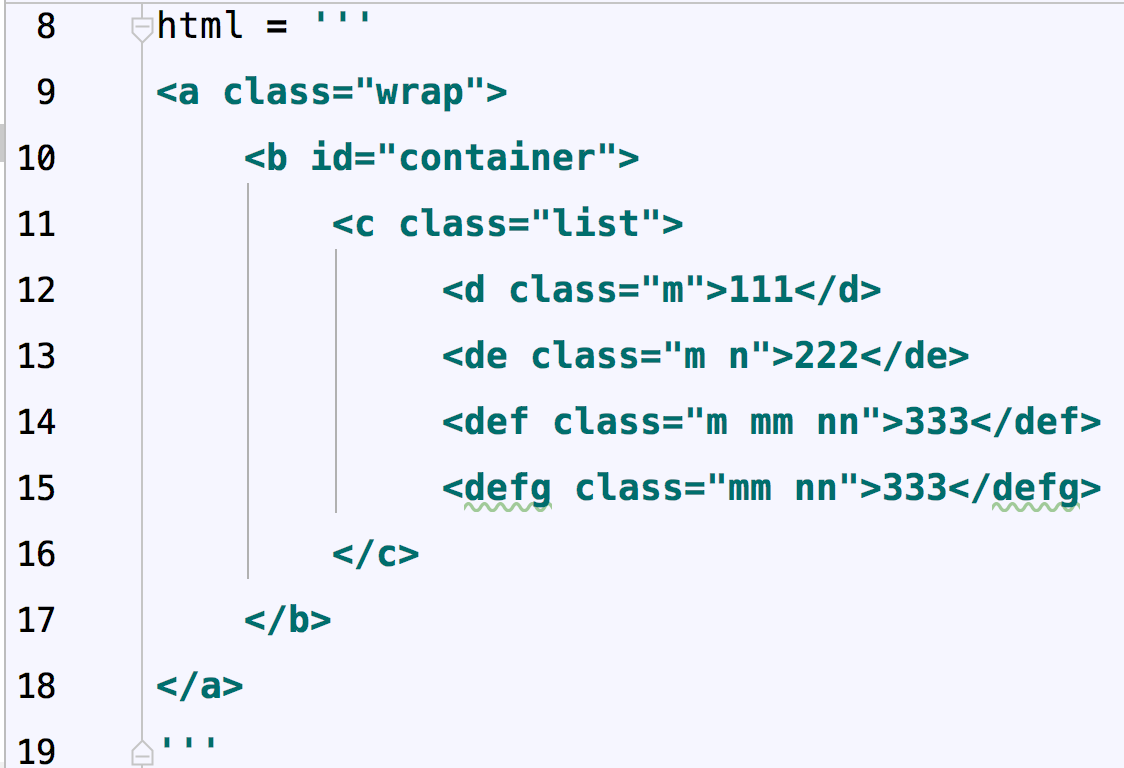 8 html = '''
9 <a class="wrap">
10     <b id="container">
11         <c class="list">
12              <d class="m">111</d>
13              <de class="m n">222</de>
14              <def class="m mm nn">333</def>
15              <defg class="mm nn">333</defg>
16         </c>
17     </b>
18 </a>
19 '''